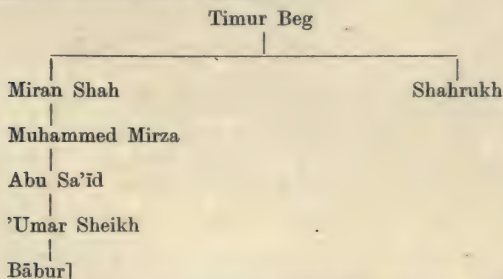 Timur Beg
Miran Shah Shahrukh
Muhammed Mirza
Abu Sa’īd
’Umar Sheikh
Bābur]